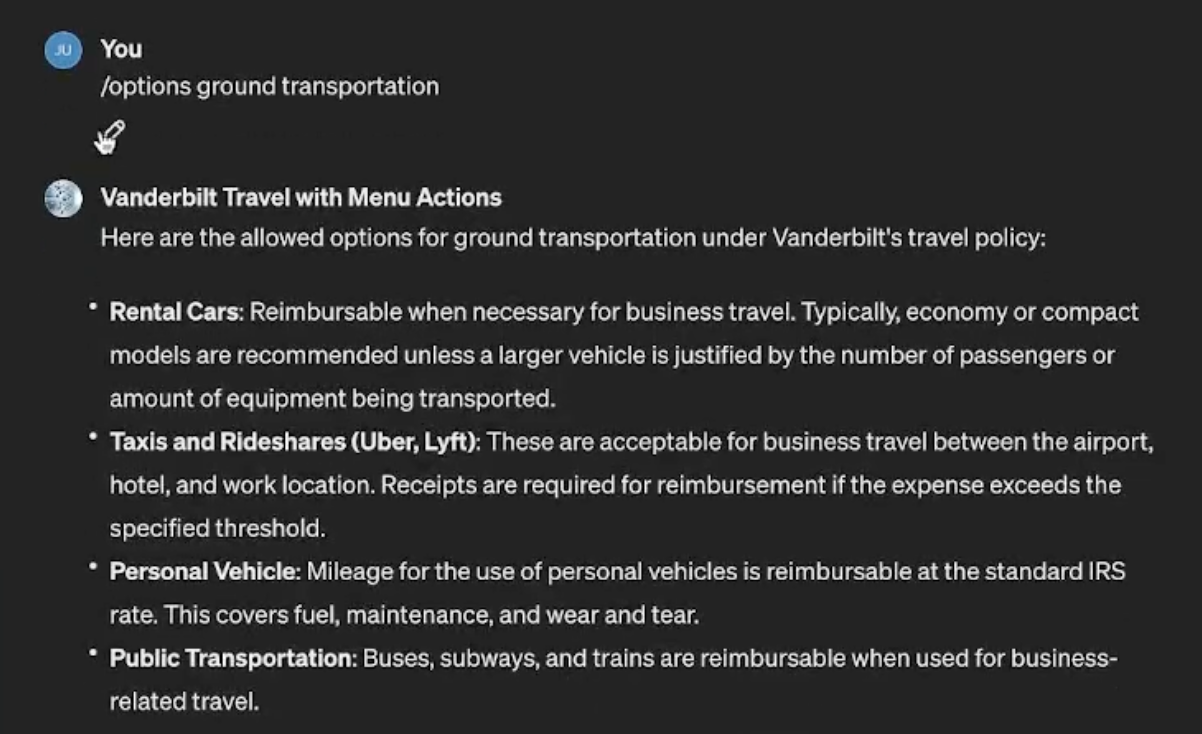 JU
You
/options ground transportation
Vanderbilt Travel with Menu Actions
Here are the allowed options for ground transportation under Vanderbilt's travel policy:
• Rental Cars: Reimbursable when necessary for business travel. Typically, economy or compact
models are recommended unless a larger vehicle is justified by the number of passengers or
amount of equipment being transported.
• Taxis and Rideshares (Uber, Lyft): These are acceptable for business travel between the airport,
hotel, and work location. Receipts are required for reimbursement if the expense exceeds the
specified threshold.
• Personal Vehicle: Mileage for the use of personal vehicles is reimbursable at the standard IRS
rate. This covers fuel, maintenance, and wear and tear.
• Public Transportation: Buses, subways, and trains are reimbursable when used for business-
related travel.